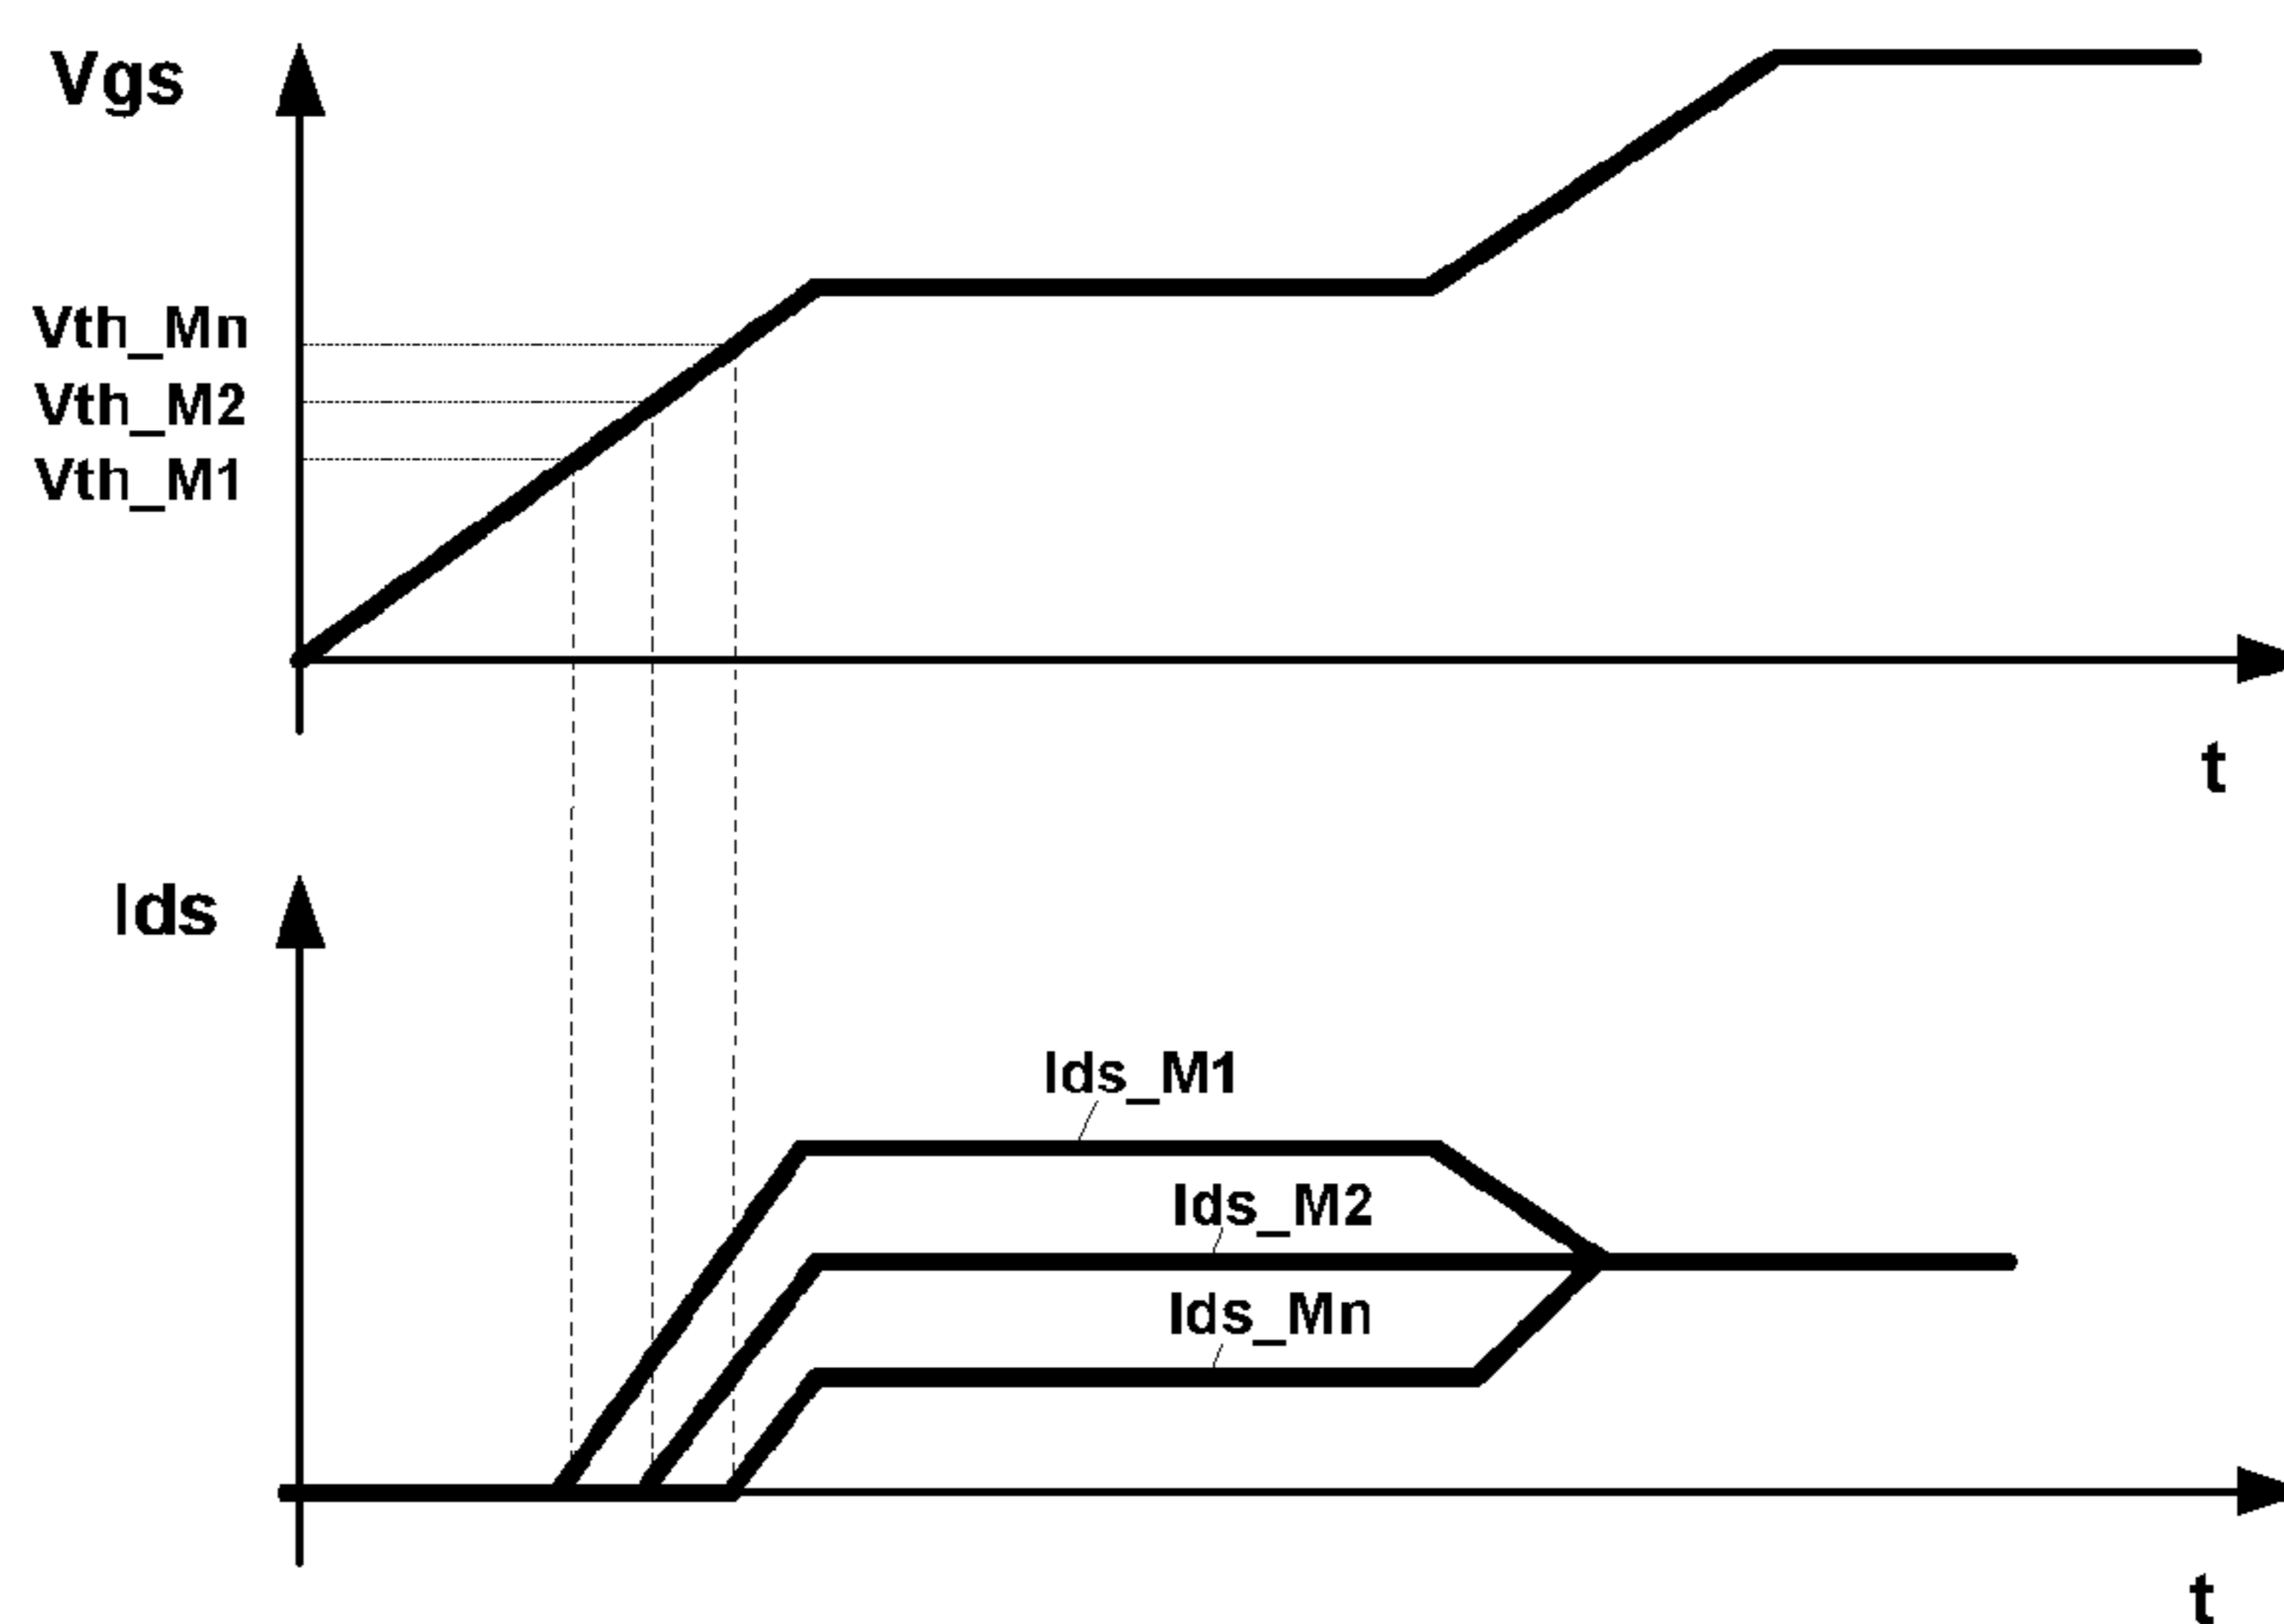 Vgs
Vth_Mn
Vth_M2
Vth_M1
t
Ids
Ids_M1
Ids_M2
Ids_Mn
t